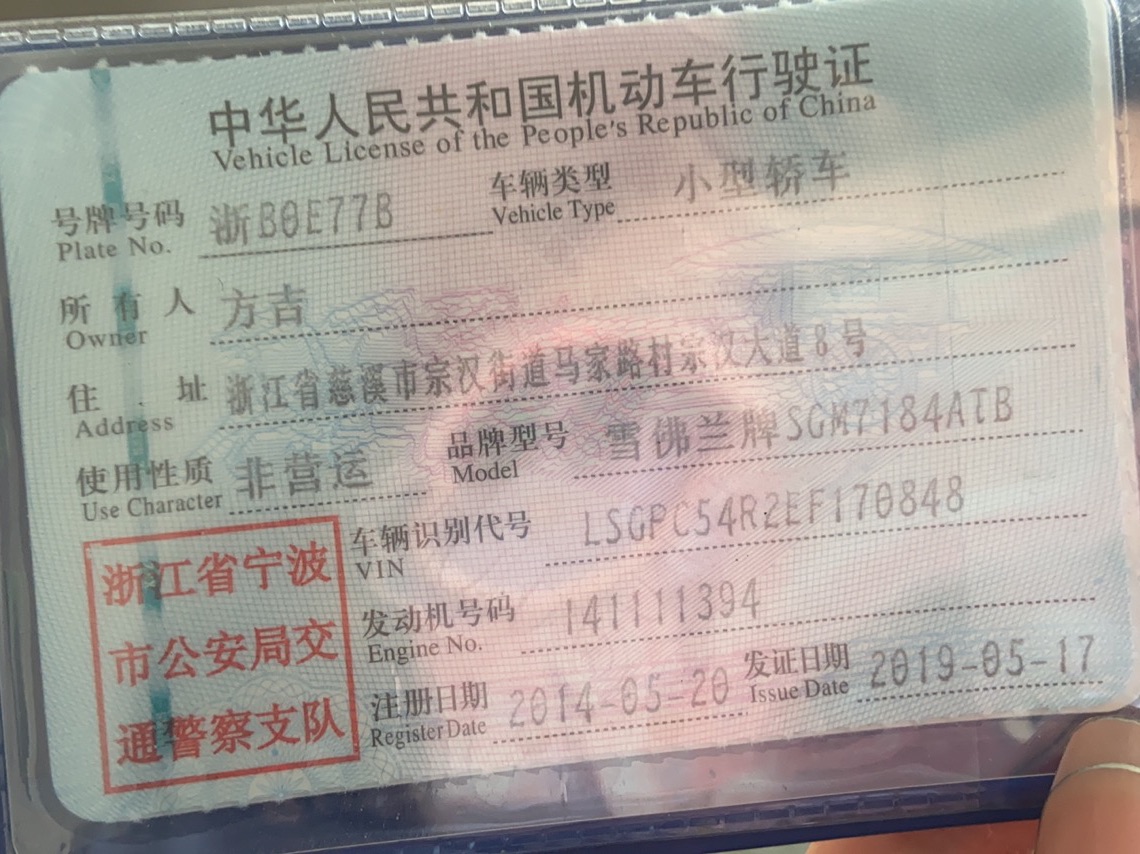 中华人民共和国机动车行驶证
Vehicle License of the People's Republic of China
号牌号码 浙B0E77B 车辆类型 小型轿车
Plate No. Vehicle Type
所有人 方吉
Owner
住址 浙江省慈溪市宗汉街道马家路村宗汉大道8号
Address
使用性质 非营运 品牌型号 雪佛兰牌SGM7184ATB
Use Character Model
车辆识别代号 LSGPC54R2EF170848
VIN
发动机号码 141111394
Engine No.
注册日期 2014-05-20 发证日期 2019-05-17
Register Date Issue Date
浙江省宁波
市公安局交
通警察支队